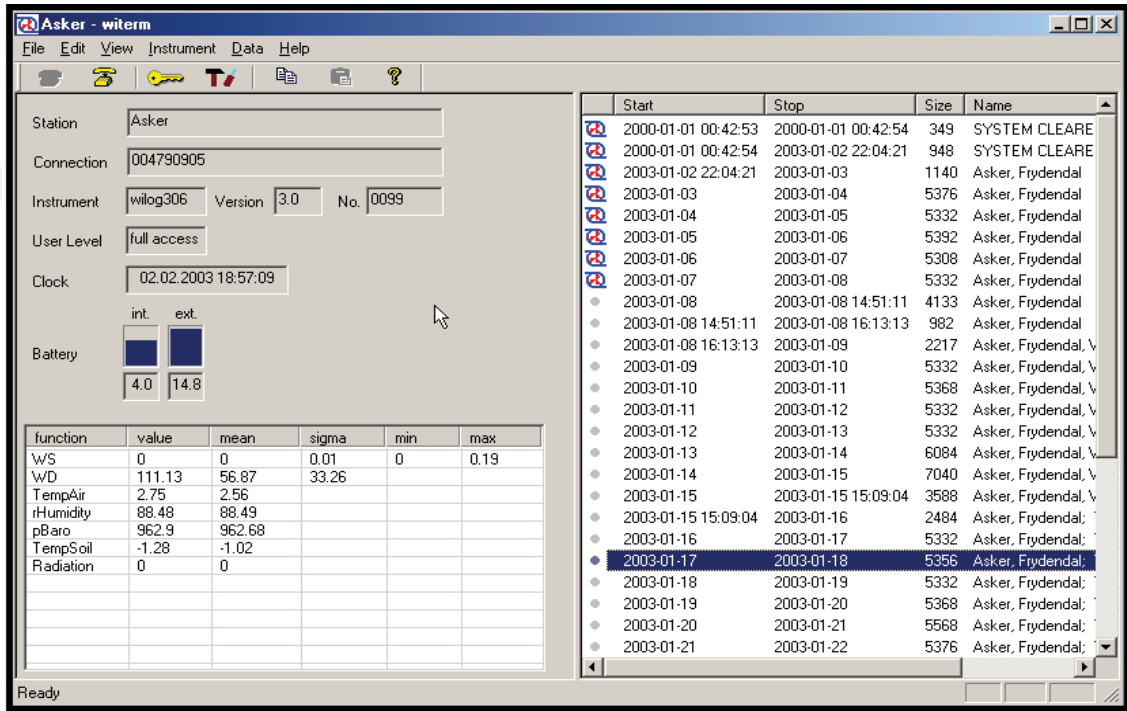 Asker - witerm
File Edit View Instrument Data Help
Station Asker
Connection 004790905
Instrument wilog306 Version 3.0 No. 0099
User Level full access
Clock 02.02.2003 18:57:09
int. ext.
Battery
4.0 14.8
function value mean sigma min max
WS 0 0 0.01 0 0.19
WD 111.13 56.87 33.26
TempAir 2.75 2.56
rHumidity 88.48 88.49
pBaro 962.9 962.68
TempSoil -1.28 -1.02
Radiation 0 0
Start Stop Size Name
2000-01-01 00:42:53 2000-01-01 00:42:54 349 SYSTEM CLEARE
2000-01-01 00:42:54 2003-01-02 22:04:21 948 SYSTEM CLEARE
2003-01-02 22:04:21 2003-01-03 1140 Asker, Frydendal
2003-01-03 2003-01-04 5376 Asker, Frydendal
2003-01-04 2003-01-05 5332 Asker, Frydendal
2003-01-05 2003-01-06 5392 Asker, Frydendal
2003-01-06 2003-01-07 5308 Asker, Frydendal
2003-01-07 2003-01-08 5332 Asker, Frydendal
2003-01-08 2003-01-08 14:51:11 4133 Asker, Frydendal
2003-01-08 14:51:11 2003-01-08 16:13:13 982 Asker, Frydendal
2003-01-08 16:13:13 2003-01-09 2217 Asker, Frydendal,
2003-01-09 2003-01-10 5332 Asker, Frydendal,
2003-01-10 2003-01-11 5368 Asker, Frydendal,
2003-01-11 2003-01-12 5332 Asker, Frydendal,
2003-01-12 2003-01-13 5332 Asker, Frydendal,
2003-01-13 2003-01-14 6084 Asker, Frydendal,
2003-01-14 2003-01-15 7040 Asker, Frydendal,
2003-01-15 2003-01-15 15:09:04 3588 Asker, Frydendal,
2003-01-15 15:09:04 2003-01-16 2484 Asker, Frydendal;
2003-01-16 2003-01-17 5332 Asker, Frydendal;
2003-01-17 2003-01-18 5356 Asker, Frydendal;
2003-01-18 2003-01-19 5332 Asker, Frydendal;
2003-01-19 2003-01-20 5368 Asker, Frydendal;
2003-01-20 2003-01-21 5568 Asker, Frydendal;
2003-01-21 2003-01-22 5376 Asker, Frydendal;
Ready